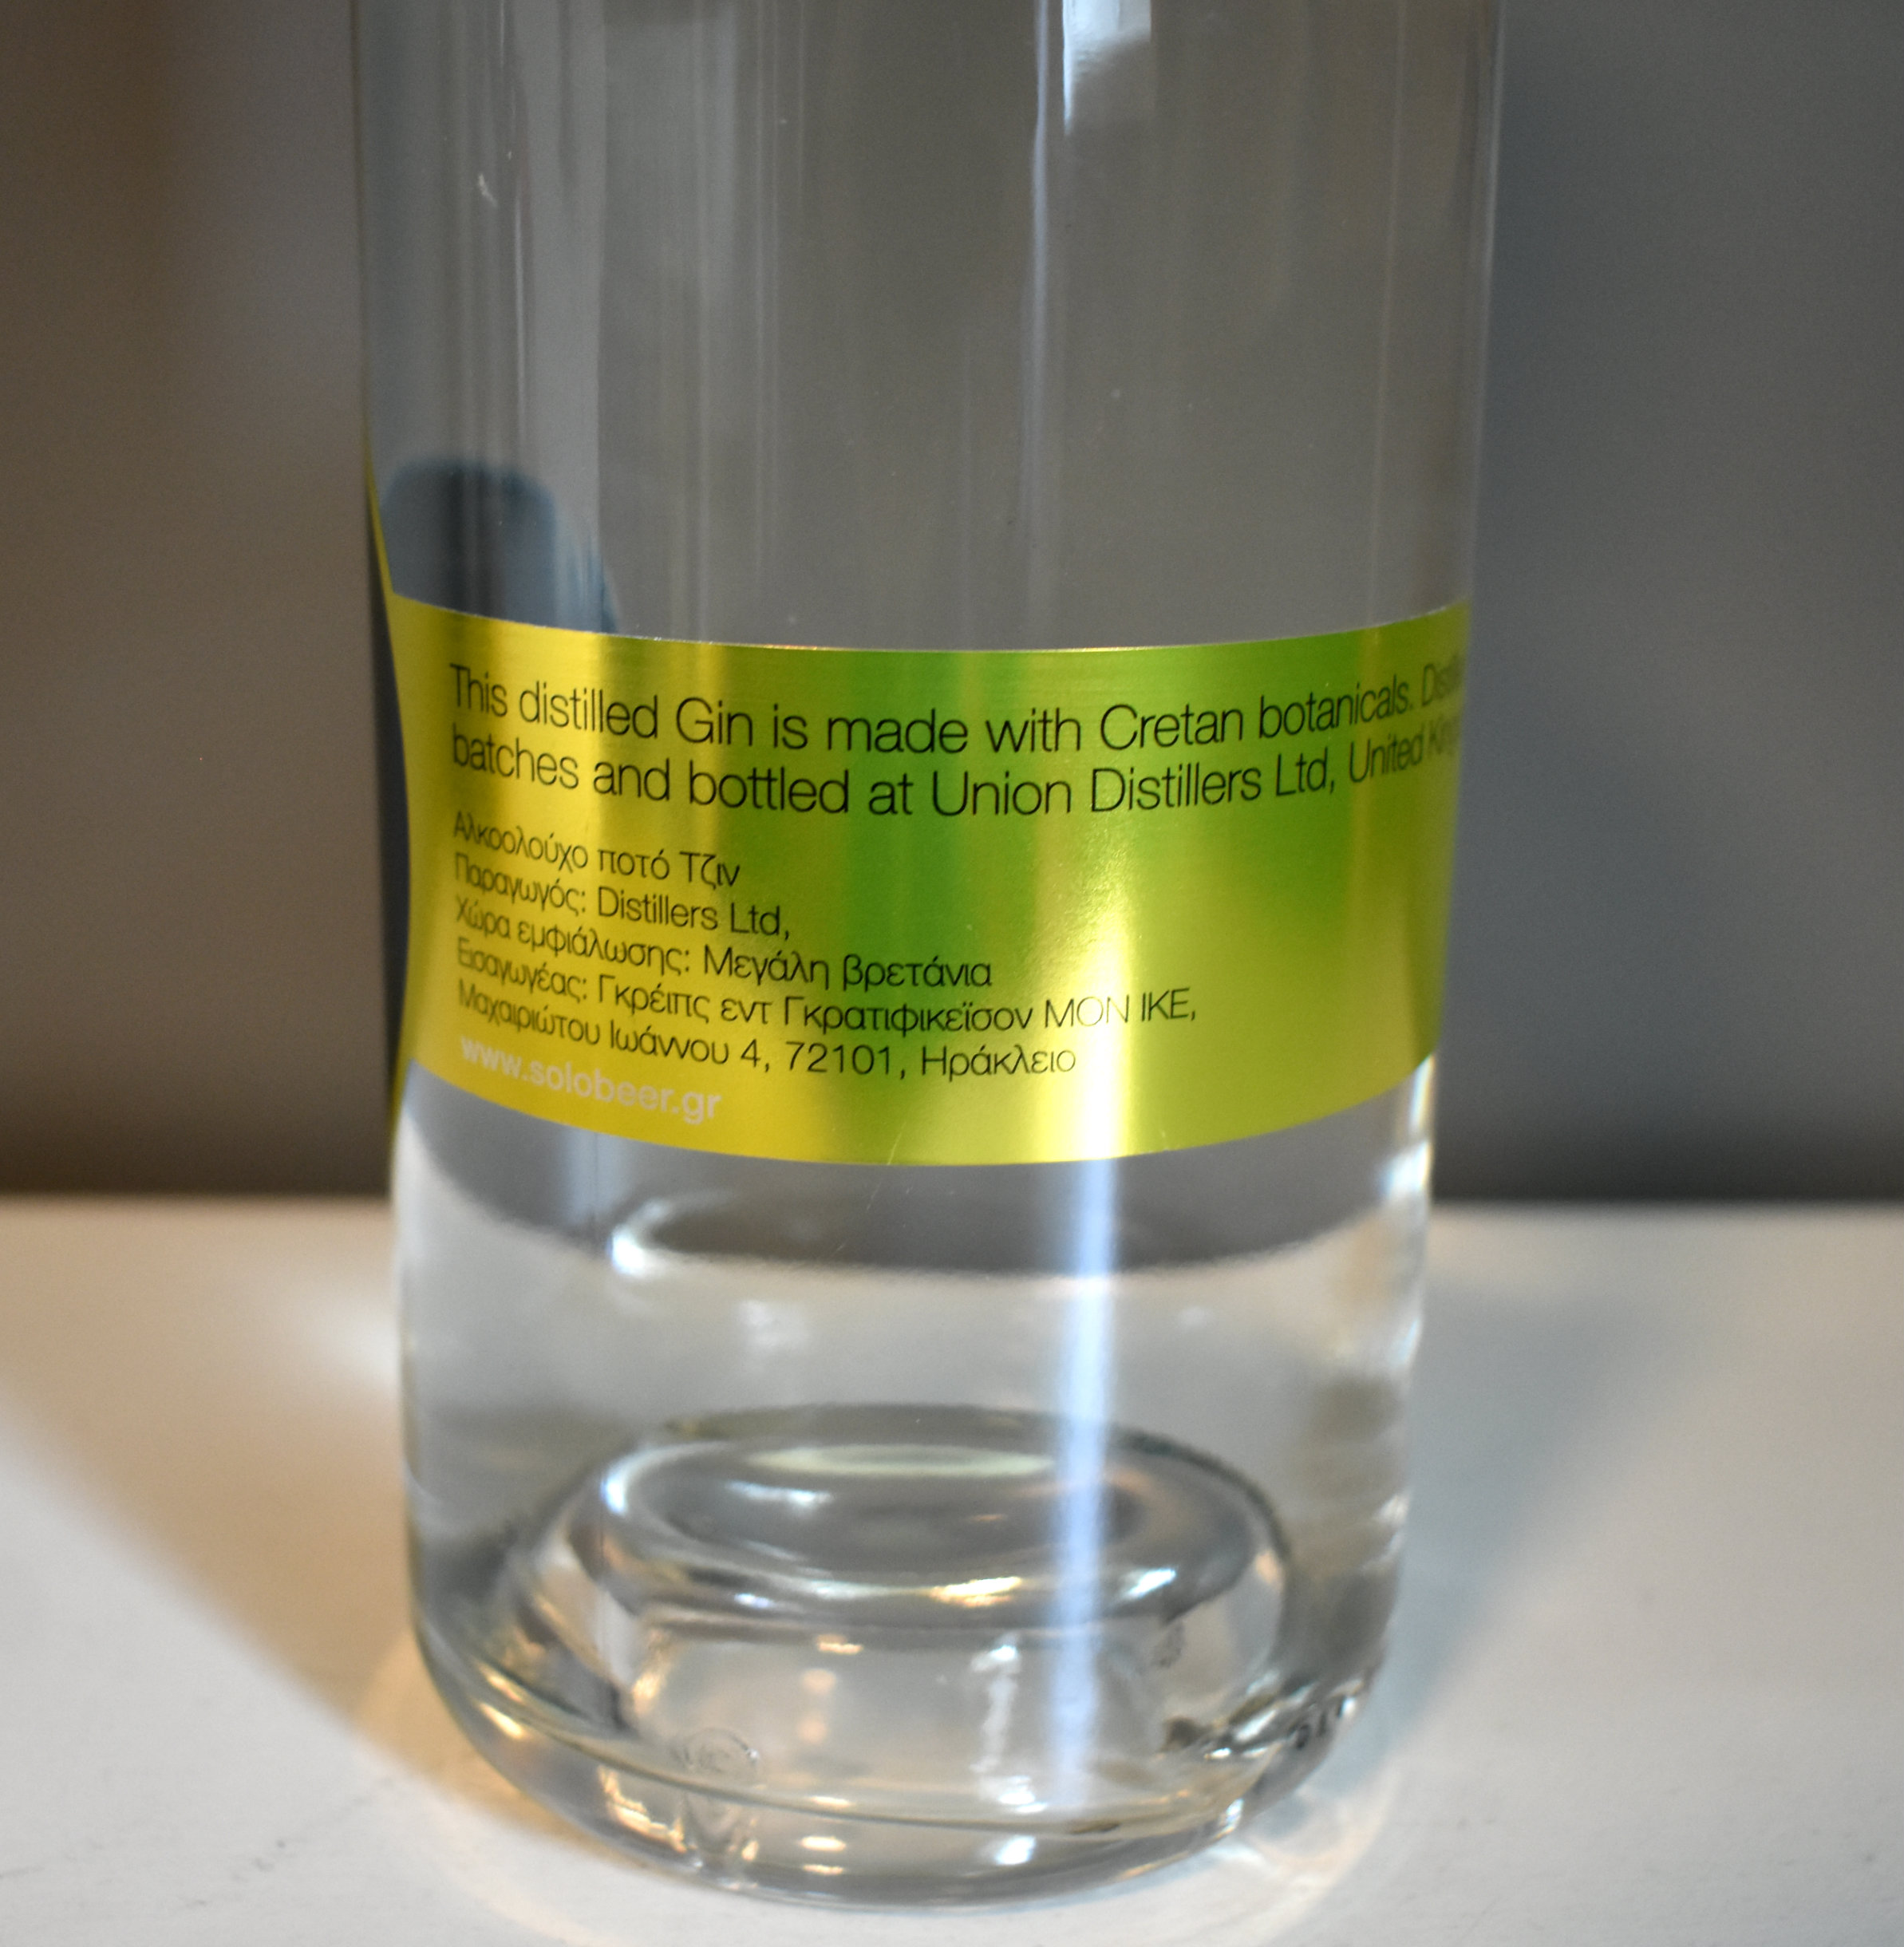 This distilled Gin is made with Cretan botanicals.
batches and bottled at Union Distillers Ltd, United
Αλκοολούχο ποτό Τζιν
Παραγωγός: Distillers Ltd,
Χώρα εμφιάλωσης: Μεγάλη βρετάνια
Εισαγωγέας: Γκρέιπς εντ Γκρατιφικεϊσον ΜΟΝ ΙΚΕ,
Μαχαιριώτου Ιωάννου 4, 72101, Ηράκλειο
www.solobeer.gr